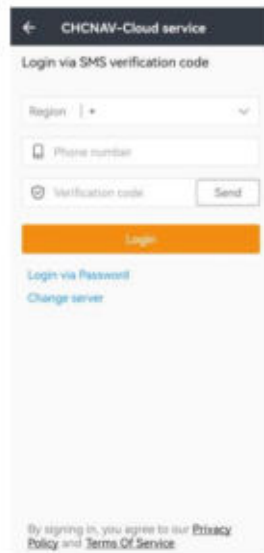 CHCNAV-Cloud service
Login via SMS verification code
Region | +
Phone number
Verification code Send
Login
Login via Password
Change server
By signing in, you agree to our Privacy
Policy and Terms Of Service